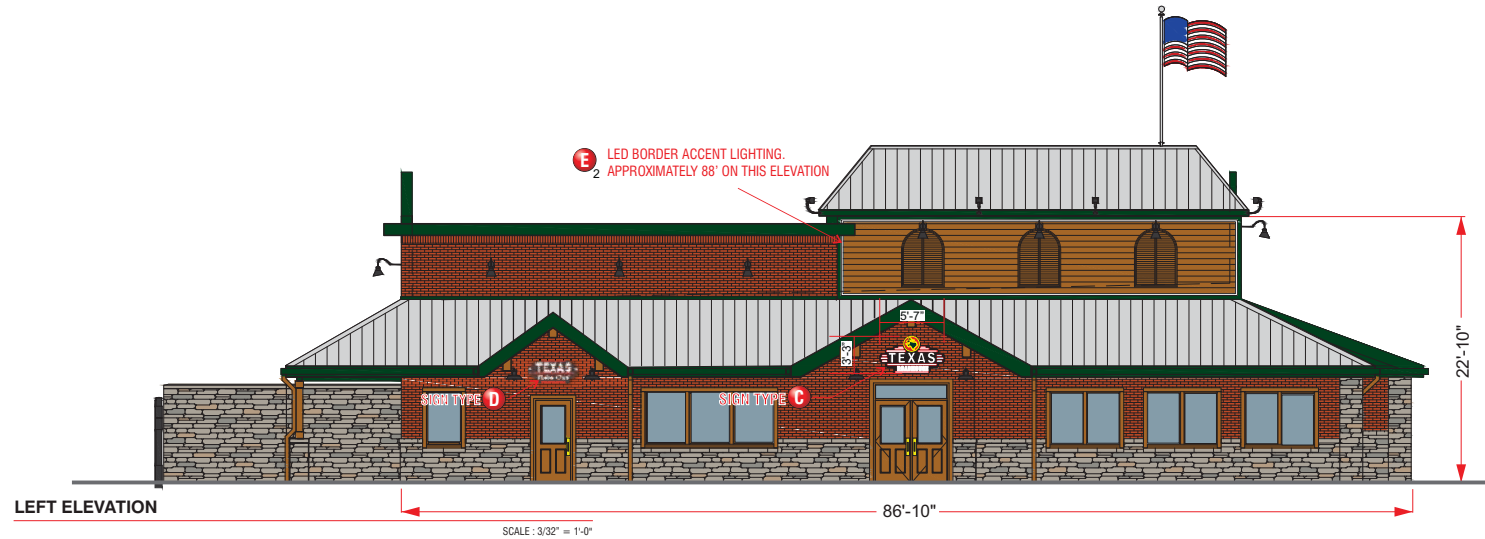 E
2
LED BORDER ACCENT LIGHTING.
APPROXIMATELY 88' ON THIS ELEVATION
5'-7"
3'-3"
TEXAS
- TEXAS -
SIGN TYPE D
SIGN TYPE C
22'-10"
86'-10"
LEFT ELEVATION
SCALE : 3/32" = 1'-0"